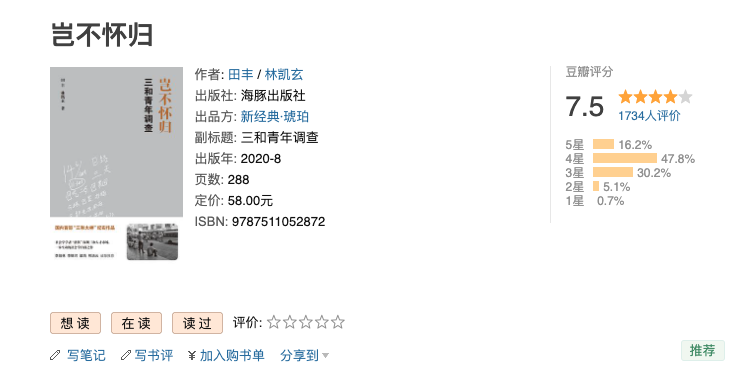 岂不怀归
岂不怀归
三和青年调查
田丰 林凯玄 著
作者: 田丰 / 林凯玄
出版社: 海豚出版社
出品方: 新经典·琥珀
副标题: 三和青年调查
出版年: 2020-8
页数: 288
定价: 58.00元
ISBN: 9787511052872
豆瓣评分
7.5
1734人评价
5星 16.2%
4星 47.8%
3星 30.2%
2星 5.1%
1星 0.7%
想读 在读 读过 评价:
写笔记 写书评 ¥ 加入购书单 分享到
推荐